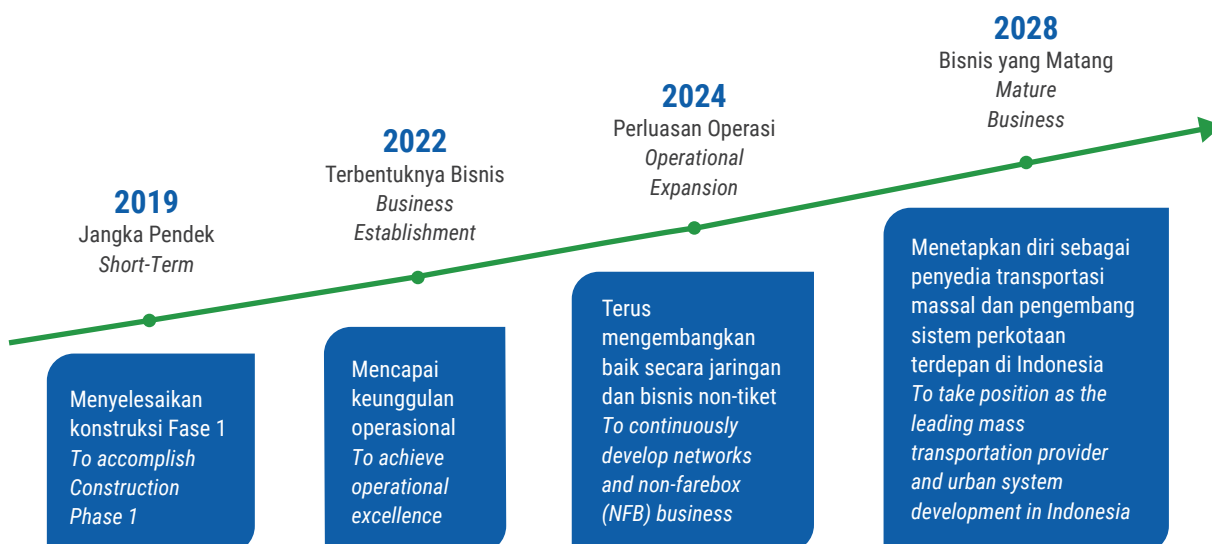 2019
Jangka Pendek
Short-Term
Menyelesaikan
konstruksi Fase 1
To accomplish
Construction
Phase 1
2022
Terbentuknya Bisnis
Business
Establishment
Mencapai
keunggulan
operasional
To achieve
operational
excellence
2024
Perluasan Operasi
Operational
Expansion
Terus
mengembangkan
baik secara jaringan
dan bisnis non-tiket
To continuously
develop networks
and non-farebox
(NFB) business
2028
Bisnis yang Matang
Mature
Business
Menetapkan diri sebagai
penyedia transportasi
massal dan pengembang
sistem perkotaan
terdepan di Indonesia
To take position as the
leading mass
transportation provider
and urban system
development in Indonesia